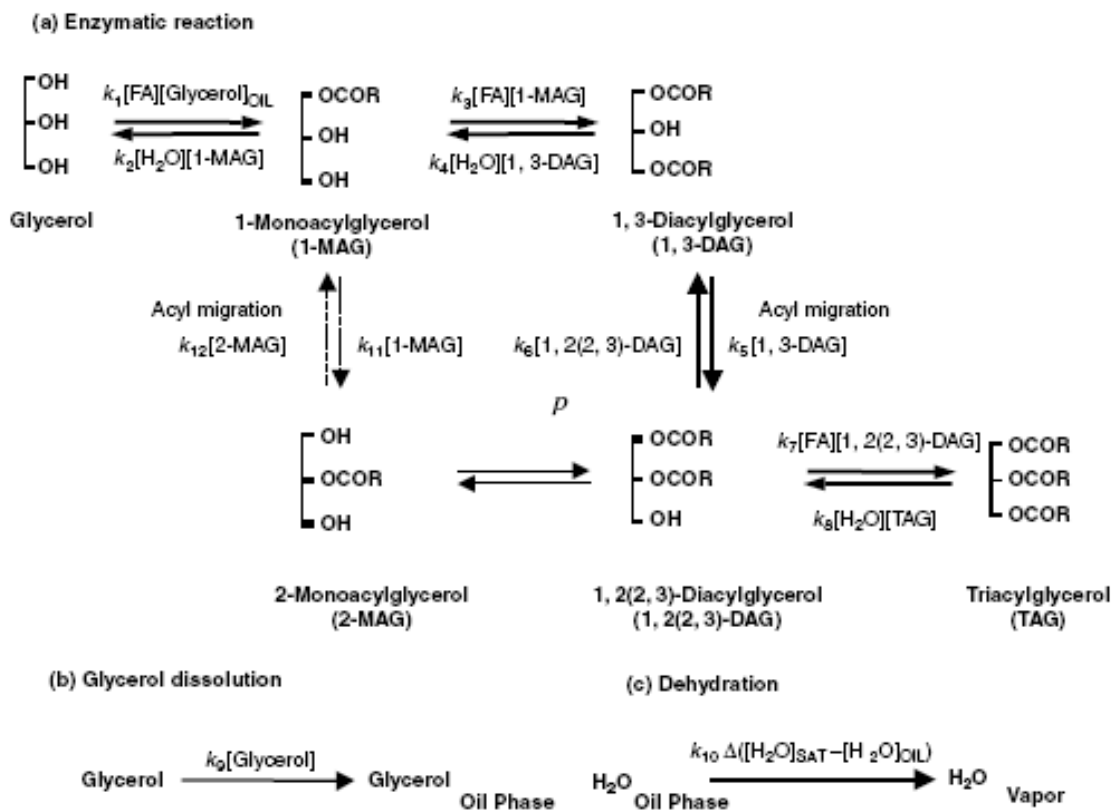 (a) Enzymatic reaction
OH
OH
OH
k₁[FA][Glycerol]OIL
k₂[H₂O][1-MAG]
OCOR
OH
OH
k₃[FA][1-MAG]
k₄[H₂O][1, 3-DAG]
OCOR
OH
OCOR
Glycerol
1-Monoacylglycerol
(1-MAG)
1, 3-Diacylglycerol
(1, 3-DAG)
Acyl migration
k₁₂[2-MAG]
k₁₁[1-MAG]
k₆[1, 2(2, 3)-DAG]
Acyl migration
k₅[1, 3-DAG]
p
OH
OCOR
OH
OCOR
OCOR
OH
k₇[FA][1, 2(2, 3)-DAG]
k₈[H₂O][TAG]
OCOR
OCOR
OCOR
2-Monoacylglycerol
(2-MAG)
1, 2(2, 3)-Diacylglycerol
(1, 2(2, 3)-DAG)
Triacylglycerol
(TAG)
(b) Glycerol dissolution
(c) Dehydration
Glycerol
k₉[Glycerol]
Glycerol Oil Phase
H₂O Oil Phase
k₁₀ Δ([H₂O]SAT–[H ₂O]OIL)
H₂O Vapor